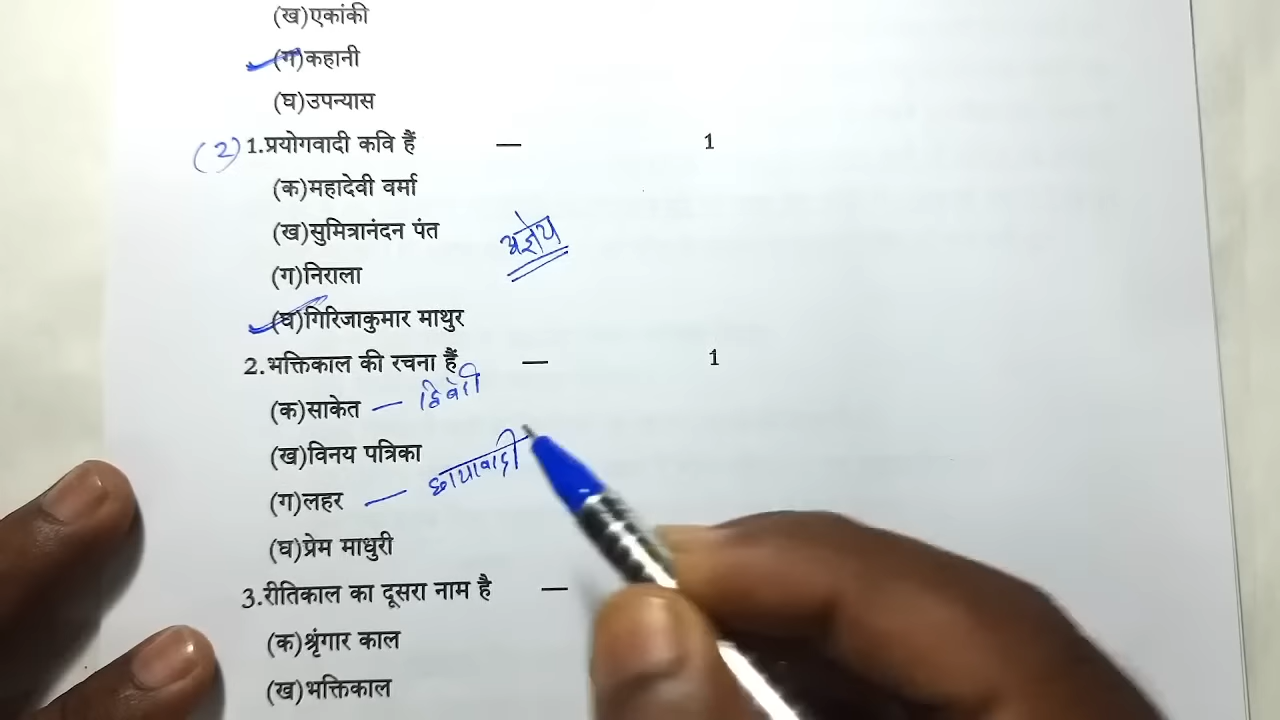 (ख)एकांकी
(ग)कहानी
(घ)उपन्यास
(2) 1.प्रयोगवादी कवि हैं — 1
(क)महादेवी वर्मा
(ख)सुमित्रानंदन पंत
अज्ञेय
(ग)निराला
(घ)गिरिजाकुमार माथुर
2.भक्तिकाल की रचना हैं — 1
(क)साकेत — द्विवेदी
(ख)विनय पत्रिका
(ग)लहर — छायावादी
(घ)प्रेम माधुरी
3.रीतिकाल का दूसरा नाम है —
(क)श्रृंगार काल
(ख)भक्तिकाल